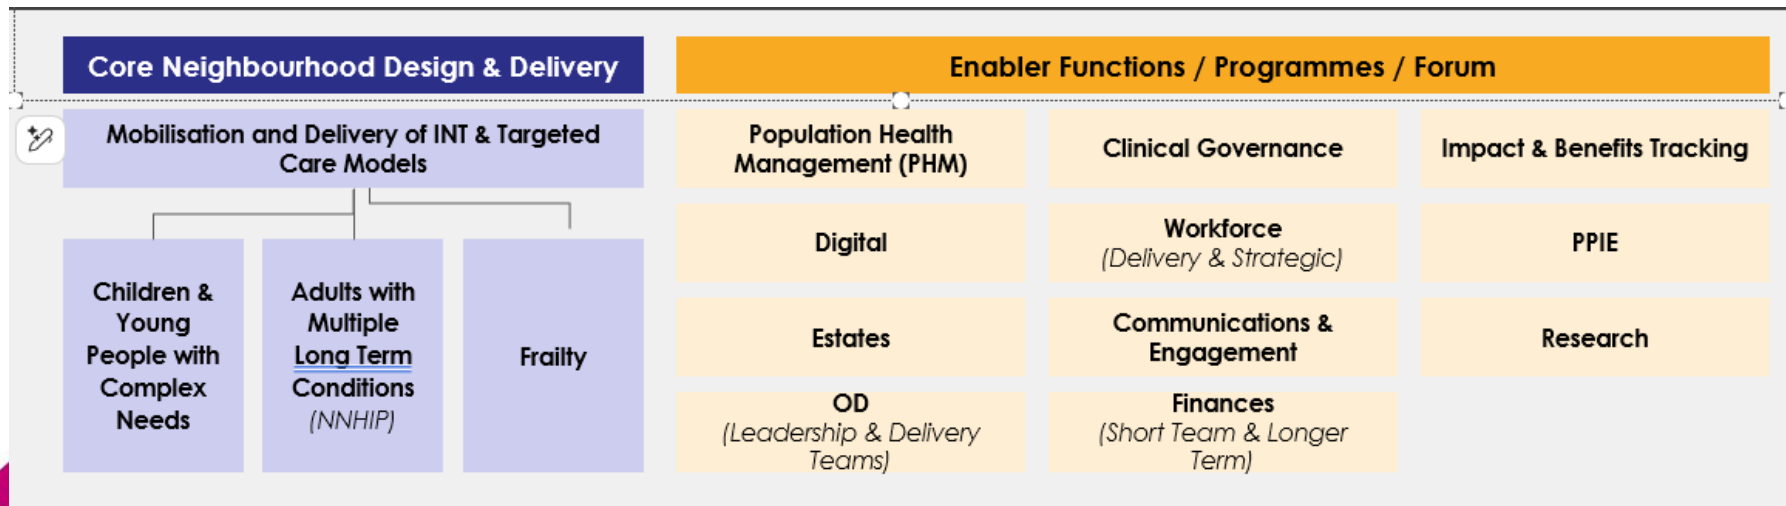 Core Neighbourhood Design & Delivery
Enabler Functions / Programmes / Forum
Mobilisation and Delivery of INT & Targeted
Care Models
Children &
Young
People with
Complex
Needs
Adults with
Multiple
Long Term
Conditions
(NNHIP)
Frailty
Population Health
Management (PHM)
Clinical Governance
Impact & Benefits Tracking
Digital
Workforce
(Delivery & Strategic)
PPIE
Estates
Communications &
Engagement
Research
OD
(Leadership & Delivery
Teams)
Finances
(Short Team & Longer
Term)